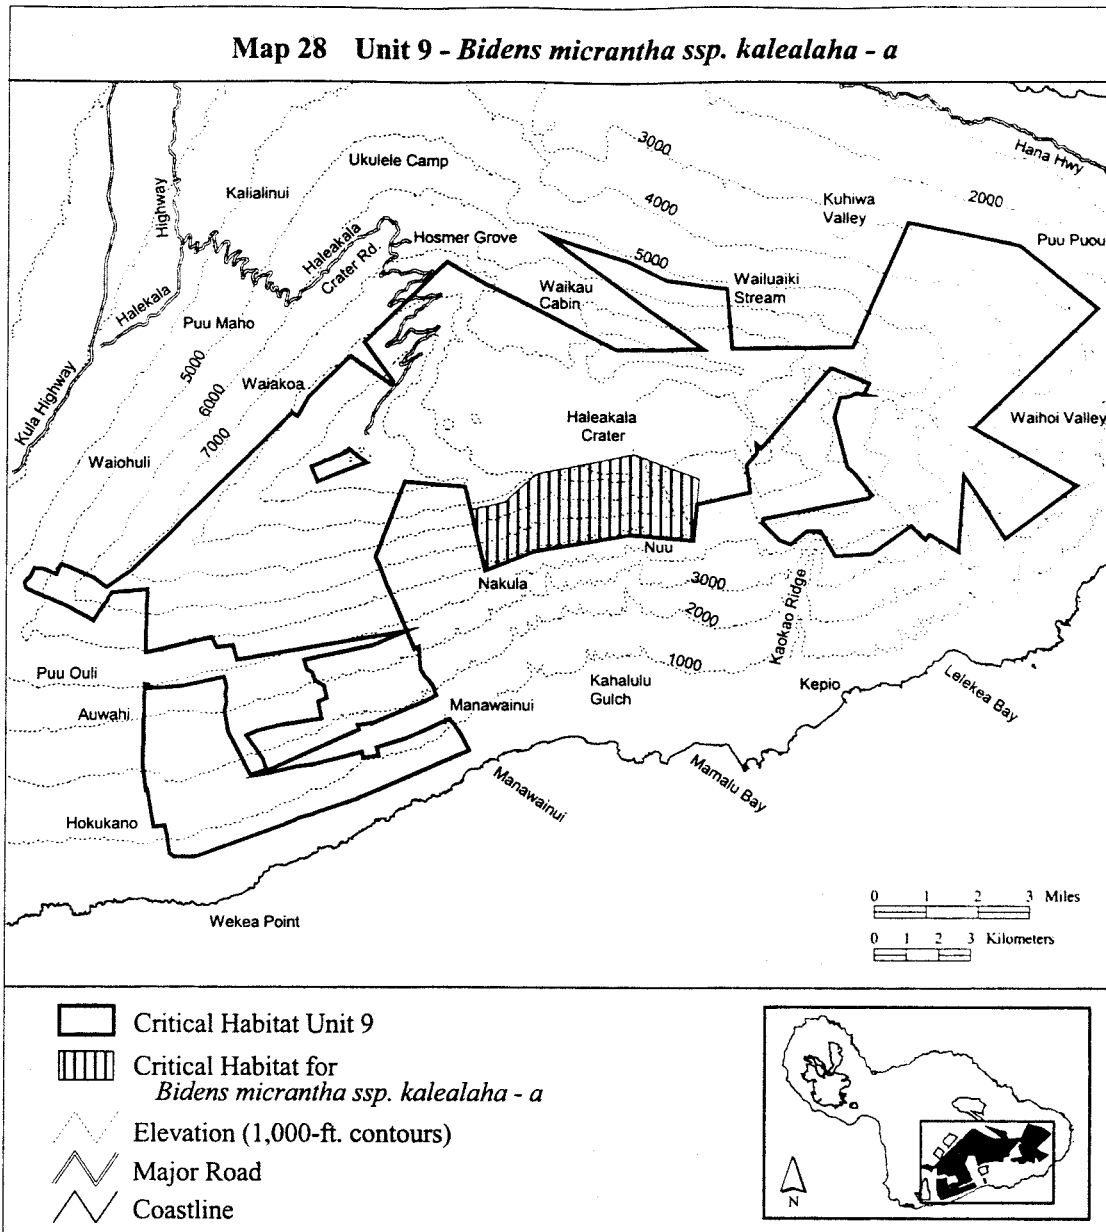 Map 28 Unit 9 - Bidens micrantha ssp. kalealaha - a
Hana Hwy
3000
Ukulele Camp
Kalialinui
Highway
4000
Kuhiwa
Valley
2000
Puu Puou
Haleakala
Crater Rd.
Hosmer Grove
5000
Waikau
Cabin
Wailuaiki
Stream
Halekala
Puu Maho
5000
6000
7000
Waiakoa
Kula Highway
Haleakala
Crater
Waihoi Valley
Waiohuli
Nuu
Nakula
3000
2000
1000
Kaokao Ridge
Puu Ouli
Auwahi
Manawainui
Kahalulu
Gulch
Kepio
Lelekea Bay
Mamalu Bay
Manawainui
Hokukano
Wekea Point
0 1 2 3 Miles
0 1 2 3 Kilometers
Critical Habitat Unit 9
Critical Habitat for
Bidens micrantha ssp. kalealaha - a
Elevation (1,000-ft. contours)
Major Road
Coastline
N